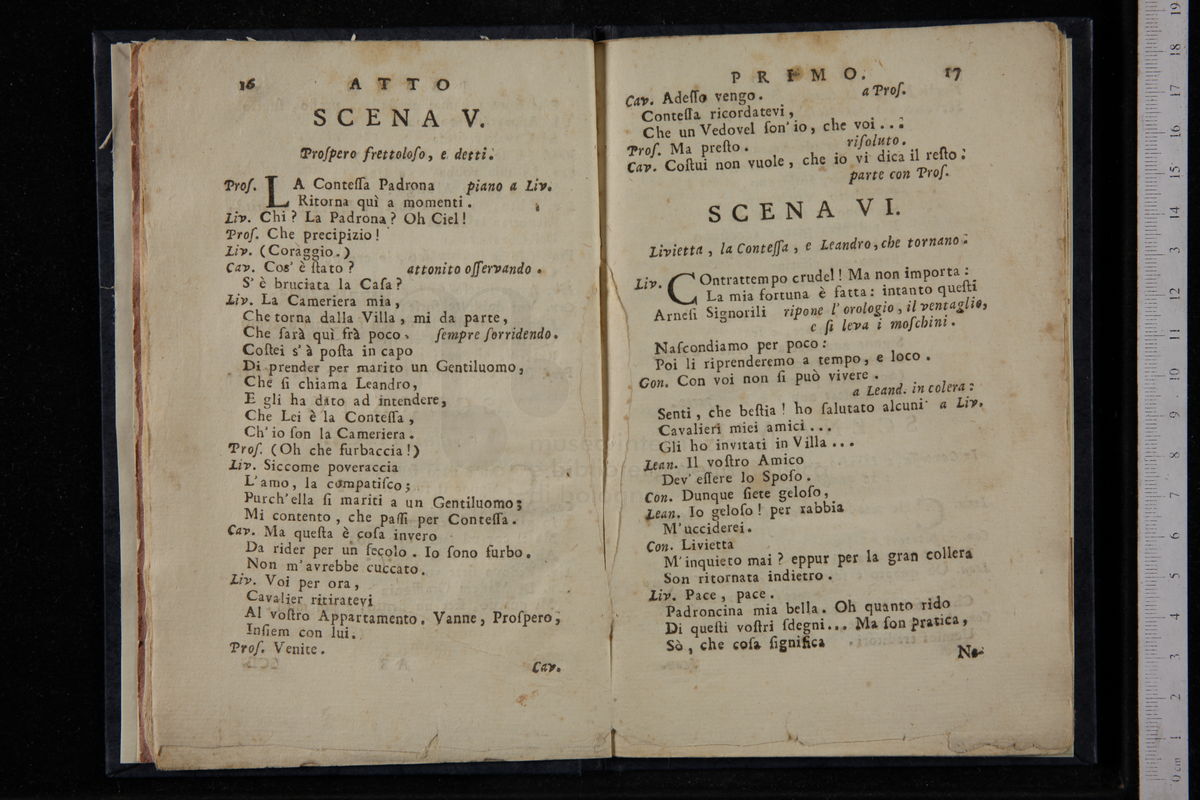 16 ATTO
SCENA V.
Proſpero frettoloſo, e detti.
Proſ. LA Conteſſa Padrona piano a Liv.
Ritorna quì a momenti.
Liv. Chi? La Padrona? Oh Ciel!
Proſ. Che precipizio!
Liv. (Coraggio.)
Cav. Cos' è ſtato? attonito oſſervando.
S' è bruciata la Caſa?
Liv. La Cameriera mia,
Che torna dalla Villa, mi da parte,
Che ſarà quì frà poco. ſempre ſorridendo.
Coſtei s' à poſta in capo
Di prender per marito un Gentiluomo,
Che ſi chiama Leandro,
E gli ha dato ad intendere,
Che Lei è la Conteſſa,
Ch' io ſon la Cameriera.
Proſ. (Oh che furbaccia!)
Liv. Siccome poveraccia
L'amo, la compatiſco;
Purch' ella ſi mariti a un Gentiluomo;
Mi contento, che paſſi per Conteſſa.
Cav. Ma queſta è coſa invero
Da rider per un ſecolo. Io ſono furbo.
Non m'avrebbe cuccato.
Liv. Voi per ora,
Cavalier ritiratevi
Al voſtro Appartamento. Vanne, Proſpero,
Inſiem con lui.
Proſ. Venite.
Cav.
PRIMO. 17
Cav. Adeſſo vengo. a Proſ.
Conteſſa ricordatevi,
Che un Vedovel ſon' io, che voi...
Proſ. Ma preſto. riſoluto.
Cav. Coſtui non vuole, che io vi dica il reſto:
parte con Proſ.
SCENA VI.
Livietta, la Conteſſa, e Leandro, che tornano:
Liv. COntrattempo crudel! Ma non importa:
La mia fortuna è fatta: intanto queſti
Arneſi Signorili ripone l' orologio, il ventaglio,
e ſi leva i moſchini.
Naſcondiamo per poco:
Poi li riprenderemo a tempo, e loco.
Con. Con voi non ſi può vivere.
a Leand. in colera:
Senti, che beſtia! ho ſalutato alcuni a Liv.
Cavalieri miei amici...
Gli ho invitati in Villa...
Lean. Il voſtro Amico
Dev' eſſere lo Spoſo.
Con. Dunque ſiete geloſo,
Lean. Io geloſo! per rabbia
M'ucciderei.
Con. Livietta
M'inquieto mai? eppur per la gran collera
Son ritornata indietro.
Liv. Pace, pace.
Padroncina mia bella. Oh quanto rido
Di queſti voſtri ſdegni... Ma ſon pratica,
Sò, che coſa ſignifica
Ne-